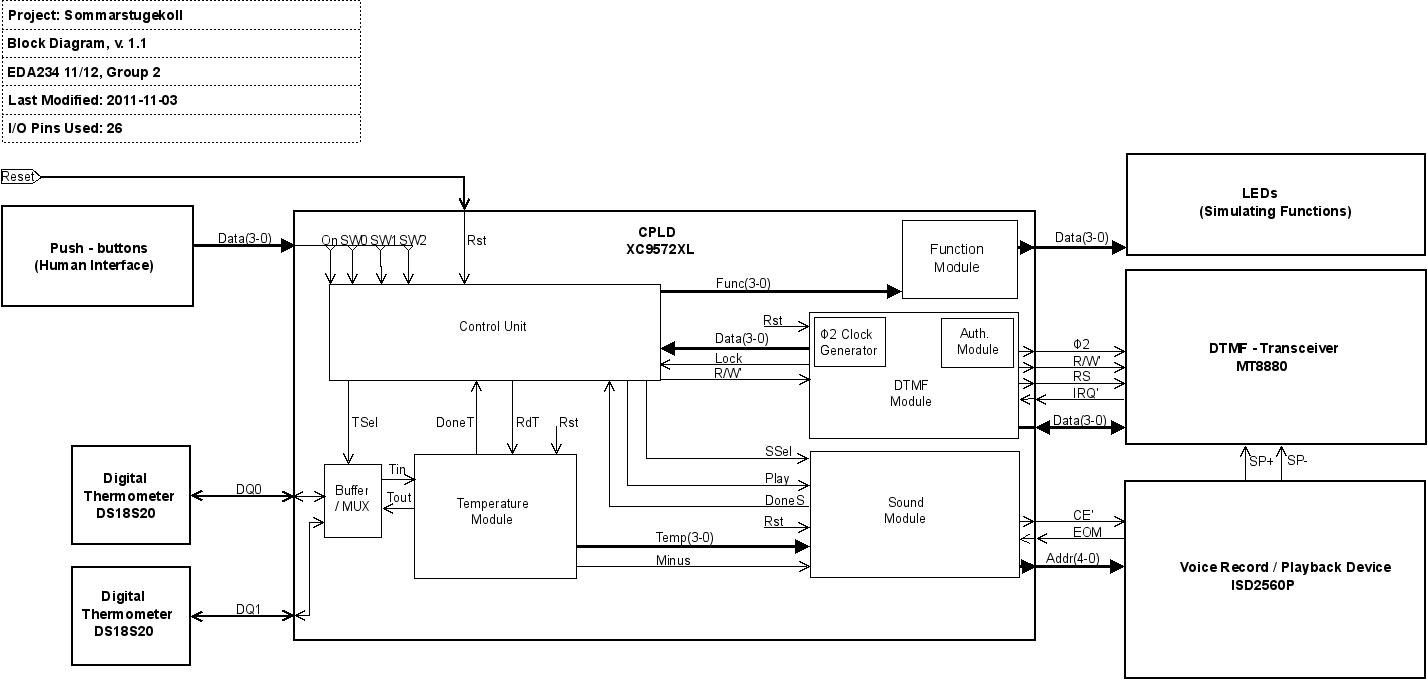 Project: Sommarstugekoll
Block Diagram, v. 1.1
EDA234 11/12, Group 2
Last Modified: 2011-11-03
I/O Pins Used: 26
Reset
Push - buttons
(Human Interface)
Data(3-0)
On SW0 SW1 SW2
Rst
CPLD
XC9572XL
Control Unit
Func(3-0)
Function
Module
Data(3-0)
LEDs
(Simulating Functions)
Rst
Data(3-0)
Lock
R/W'
Φ2 Clock
Generator
Auth.
Module
DTMF
Module
Φ2
R/W'
RS
IRQ'
Data(3-0)
DTMF - Transceiver
MT8880
TSel
DoneT
RdT
Rst
SSel
Play
DoneS
Rst
Temp(3-0)
Minus
Sound
Module
SP+
SP-
CE'
EOM
Addr(4-0)
Voice Record / Playback Device
ISD2560P
Digital
Thermometer
DS18S20
DQ0
Buffer
/ MUX
Tin
Tout
Temperature
Module
Digital
Thermometer
DS18S20
DQ1